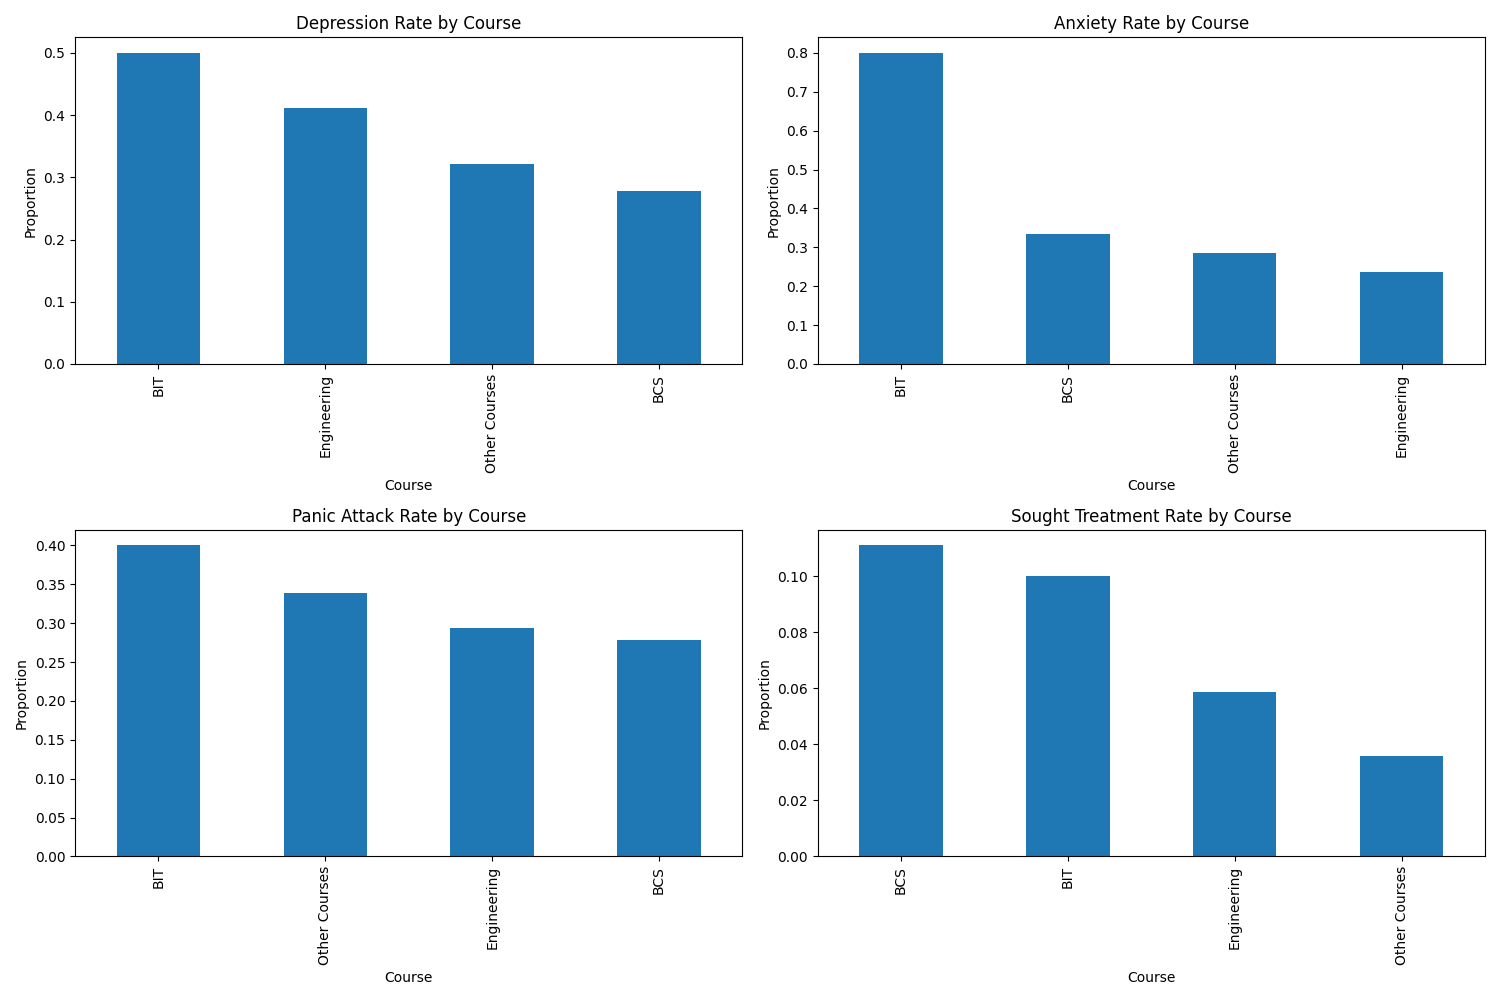 Depression Rate by Course
0.5
0.4
0.3
0.2
0.1
0.0
Proportion
BIT
Engineering
Other Courses
BCS
Course
Anxiety Rate by Course
0.8
0.7
0.6
0.5
0.4
0.3
0.2
0.1
0.0
Proportion
BIT
BCS
Other Courses
Engineering
Course
Panic Attack Rate by Course
0.40
0.35
0.30
0.25
0.20
0.15
0.10
0.05
0.00
Proportion
BIT
Other Courses
Engineering
BCS
Course
Sought Treatment Rate by Course
0.10
0.08
0.06
0.04
0.02
0.00
Proportion
BCS
BIT
Engineering
Other Courses
Course